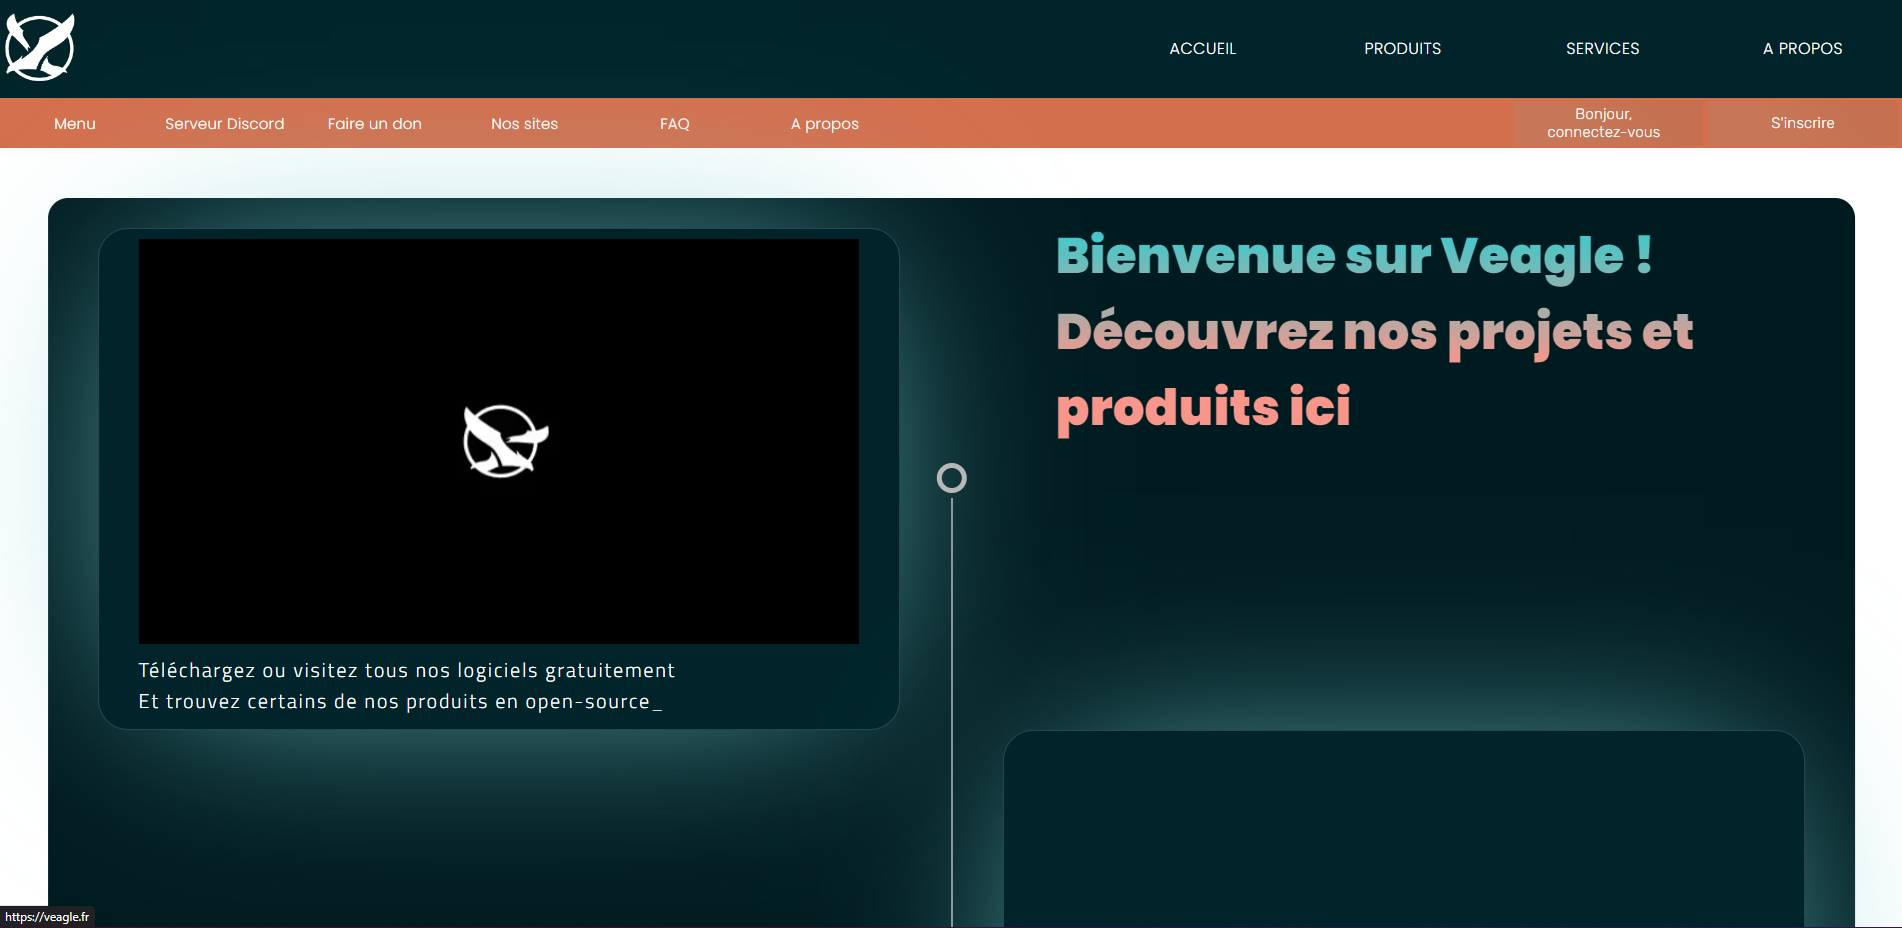 ACCUEIL
PRODUITS
SERVICES
A PROPOS
Menu
Serveur Discord
Faire un don
Nos sites
FAQ
A propos
Bonjour,
connectez-vous
S'inscrire
Bienvenue sur Veagle !
Découvrez nos projets et
produits ici
Téléchargez ou visitez tous nos logiciels gratuitement
Et trouvez certains de nos produits en open-source_
https://veagle.fr